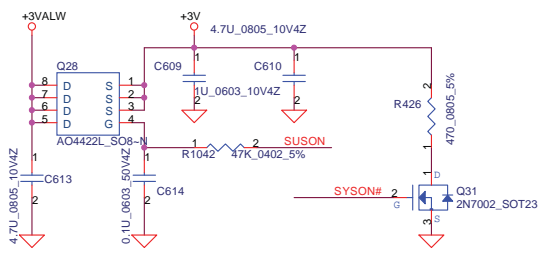 +3VALW
+3V
4.7U_0805_10V4Z
Q28
C609
C610
1
1
1
2
8
D
S
1
7
D
S
2
6
D
S
3
5
D
G
4
2
2
1U_0603_10V4Z
R426
470_0805_5%
AO4422L_SO8~N
1
2
SUSON
R1042
47K_0402_5%
1
1
1
4.7U_0805_10V4Z
C613
0.1U_0603_50V4Z
C614
2
2
SYSON#
2
G
1
D
Q31
2N7002_SOT23
3
S